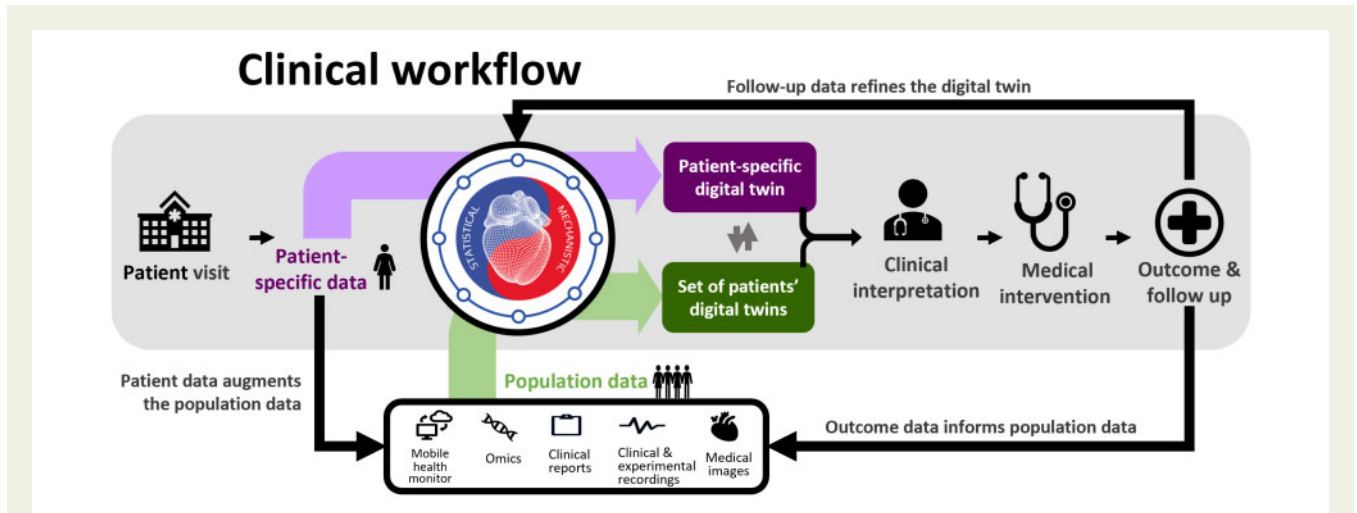 Clinical workflow
Follow-up data refines the digital twin
Patient visit
Patient-
specific data
STATISTICAL
MECHANISTIC
Patient-specific
digital twin
Set of patients’
digital twins
Clinical
interpretation
Medical
intervention
Outcome &
follow up
Patient data augments
the population data
Population data
Outcome data informs population data
Mobile
health
monitor
Omics
Clinical
reports
Clinical &
experimental
recordings
Medical
images